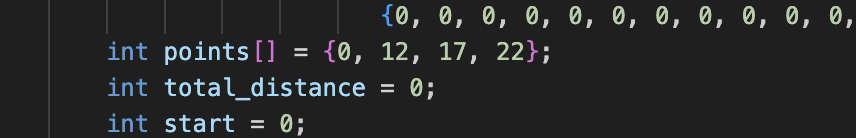 {0, 0, 0, 0, 0, 0, 0, 0, 0, 0, 0,
int points[] = {0, 12, 17, 22};
int total_distance = 0;
int start = 0;